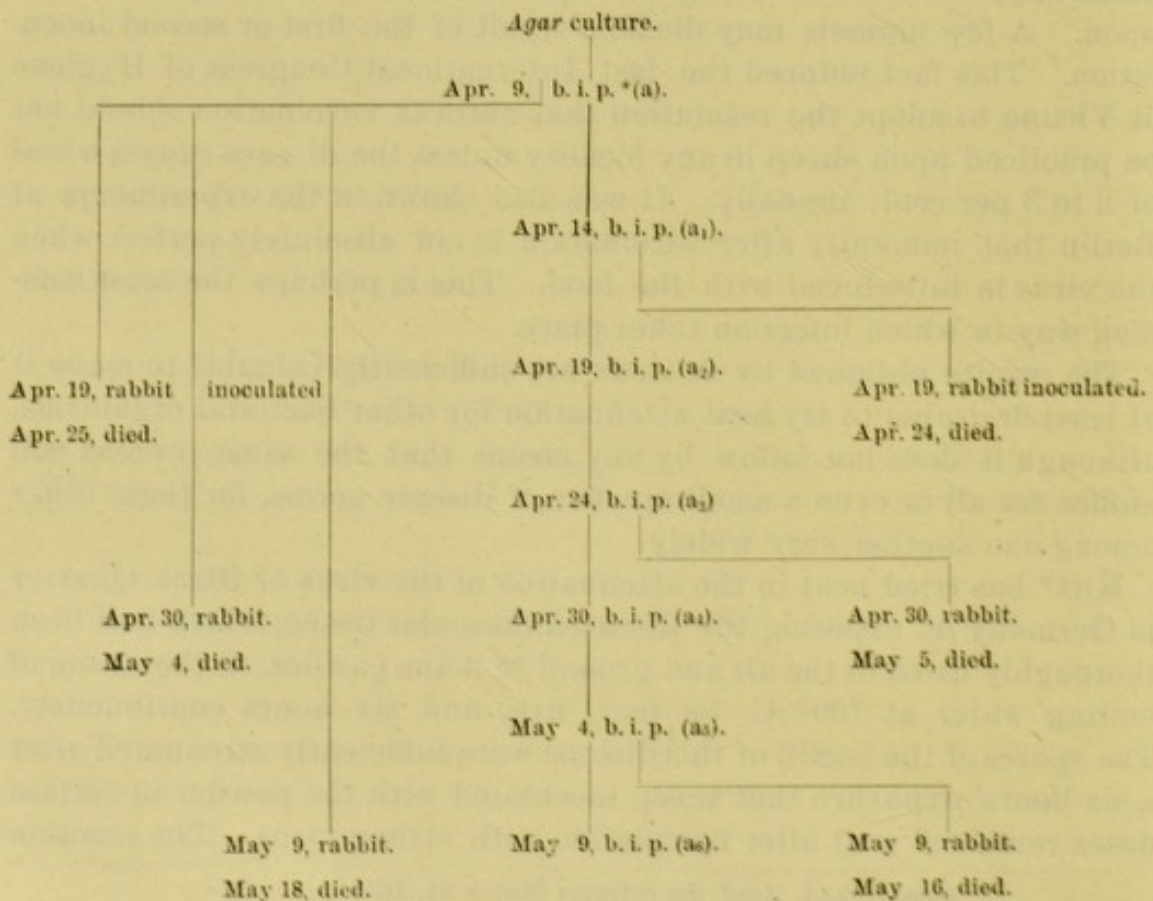 Agar culture.
Apr. 9, b. i. p. *(a).
Apr. 14, b. i. p. (a₁).
Apr. 19, rabbit inoculated
Apr. 25, died.
Apr. 19, b. i. p. (a₂).
Apr. 19, rabbit inoculated.
Apr. 24, died.
Apr. 24, b. i. p. (a₃)
Apr. 30, rabbit.
May 4, died.
Apr. 30, b. i. p. (a₄).
Apr. 30, rabbit.
May 5, died.
May 4, b. i. p. (a₅).
May 9, rabbit.
May 18, died.
May 9, b. i. p. (a₆).
May 9, rabbit.
May 16, died.